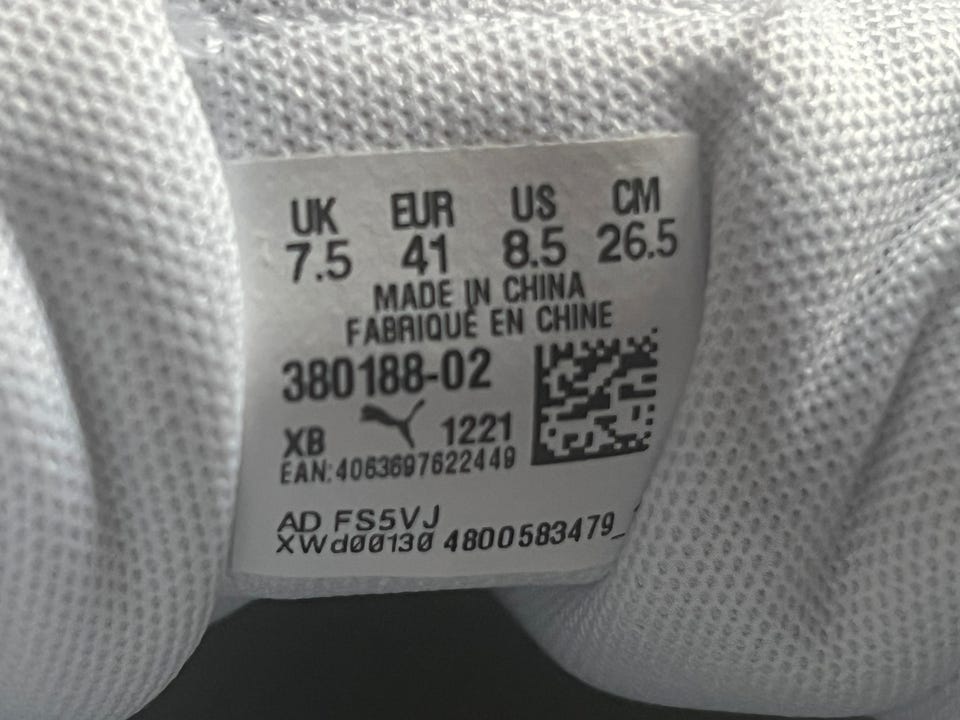 UK EUR US CM
7.5 41 8.5 26.5
MADE IN CHINA
FABRIQUÉ EN CHINE
380188-02
XB 1221
EAN:4063697622449
AD FS5VJ
XWd00130 4800583479_